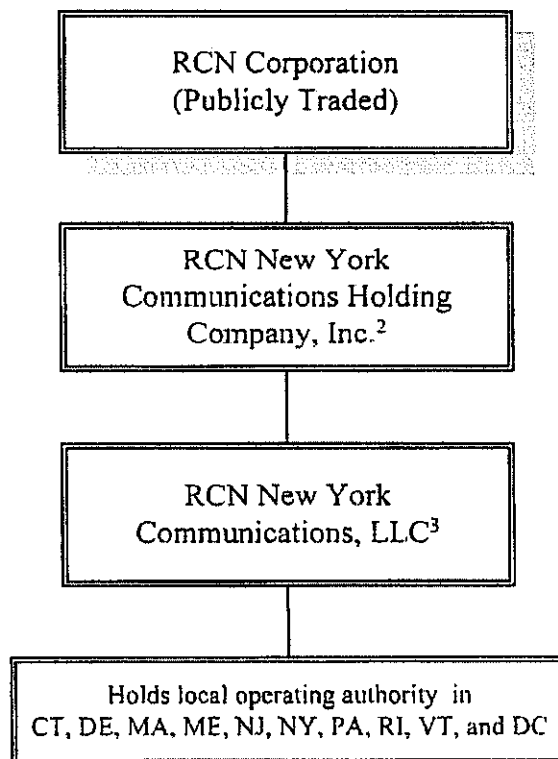 RCN Corporation
(Publicly Traded)
RCN New York
Communications Holding
Company, Inc.²
RCN New York
Communications, LLC³
Holds local operating authority in
CT, DE, MA, ME, NJ, NY, PA, RI, VT, and DC